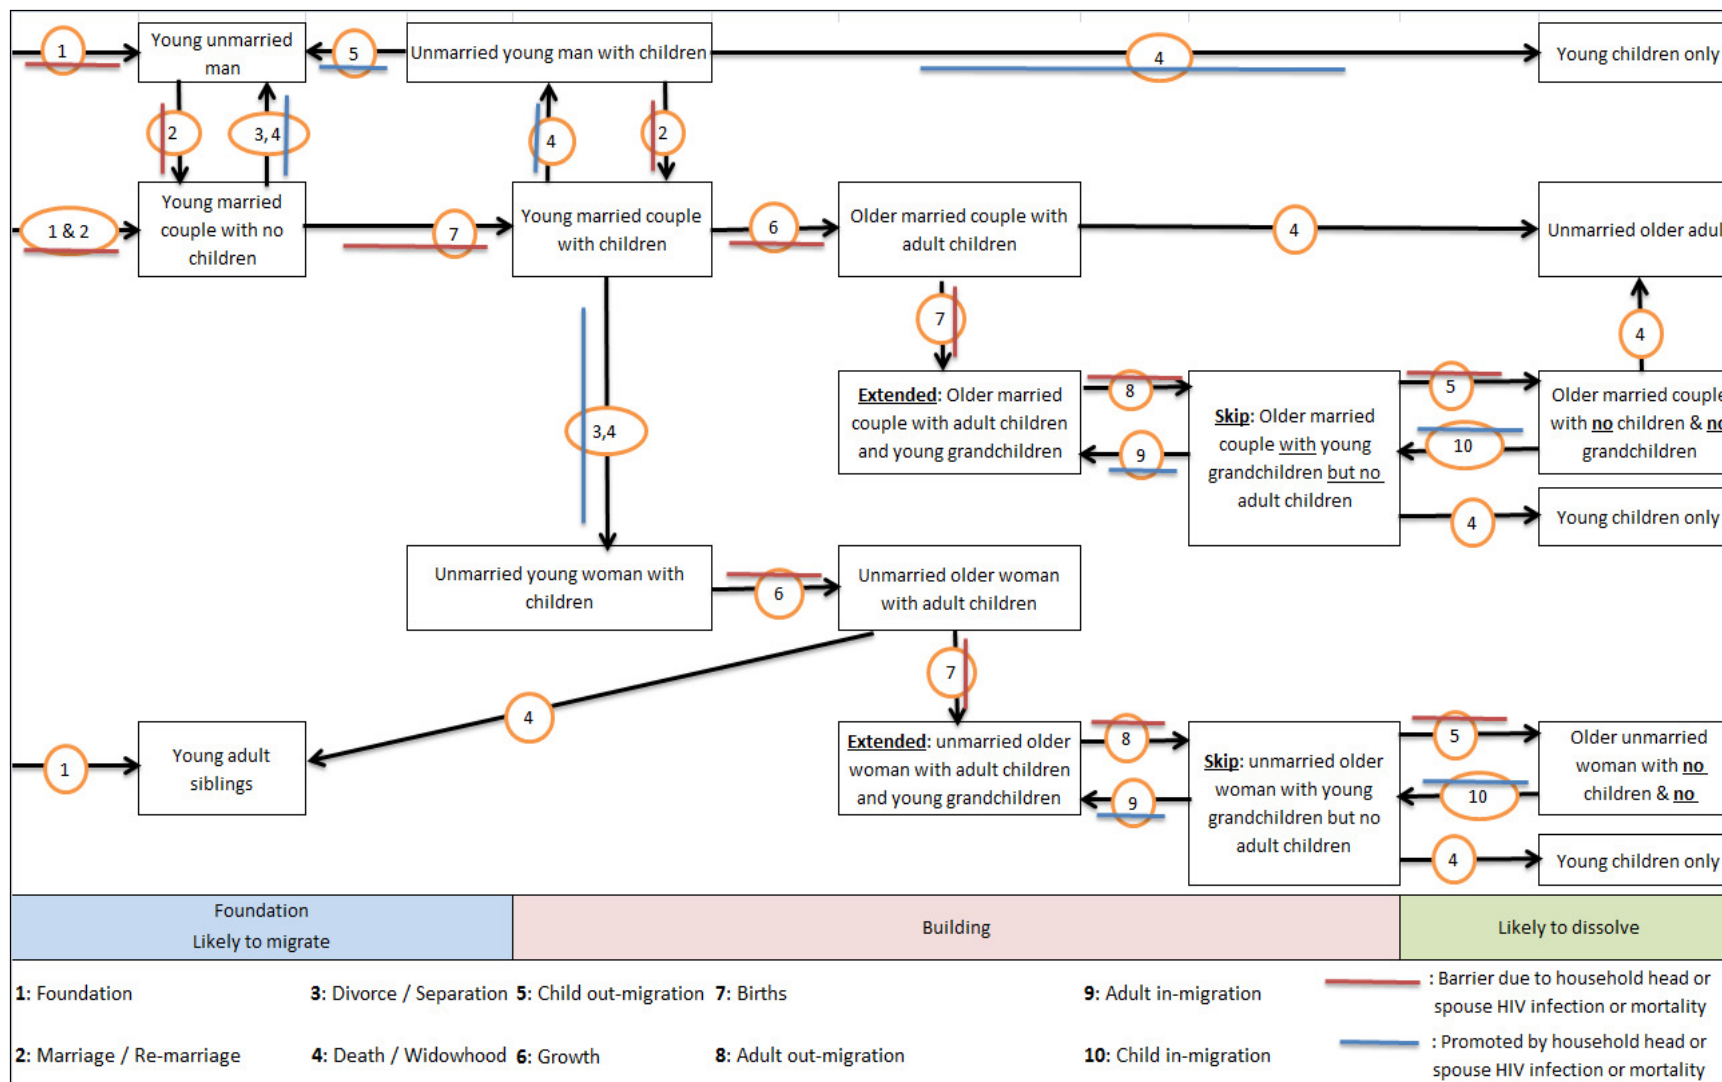 1
Young unmarried
man
5
Unmarried young man with children
4
Young children only
2
3, 4
4
2
1 & 2
Young married
couple with no
children
7
Young married couple
with children
6
Older married couple with
adult children
4
Unmarried older adul
7
4
3,4
Extended: Older married
couple with adult children
and young grandchildren
8
9
Skip: Older married
couple with young
grandchildren but no
adult children
5
10
Older married couple
with no children & no
grandchildren
4
Young children only
Unmarried young woman with
children
6
Unmarried older woman
with adult children
7
4
1
Young adult
siblings
Extended: unmarried older
woman with adult children
and young grandchildren
8
9
Skip: unmarried older
woman with young
grandchildren but no
adult children
5
10
Older unmarried
woman with no
children & no
4
Young children only
Foundation
Likely to migrate
Building
Likely to dissolve
1: Foundation
3: Divorce / Separation
5: Child out-migration
7: Births
9: Adult in-migration
: Barrier due to household head or
spouse HIV infection or mortality
2: Marriage / Re-marriage
4: Death / Widowhood
6: Growth
8: Adult out-migration
10: Child in-migration
: Promoted by household head or
spouse HIV infection or mortality